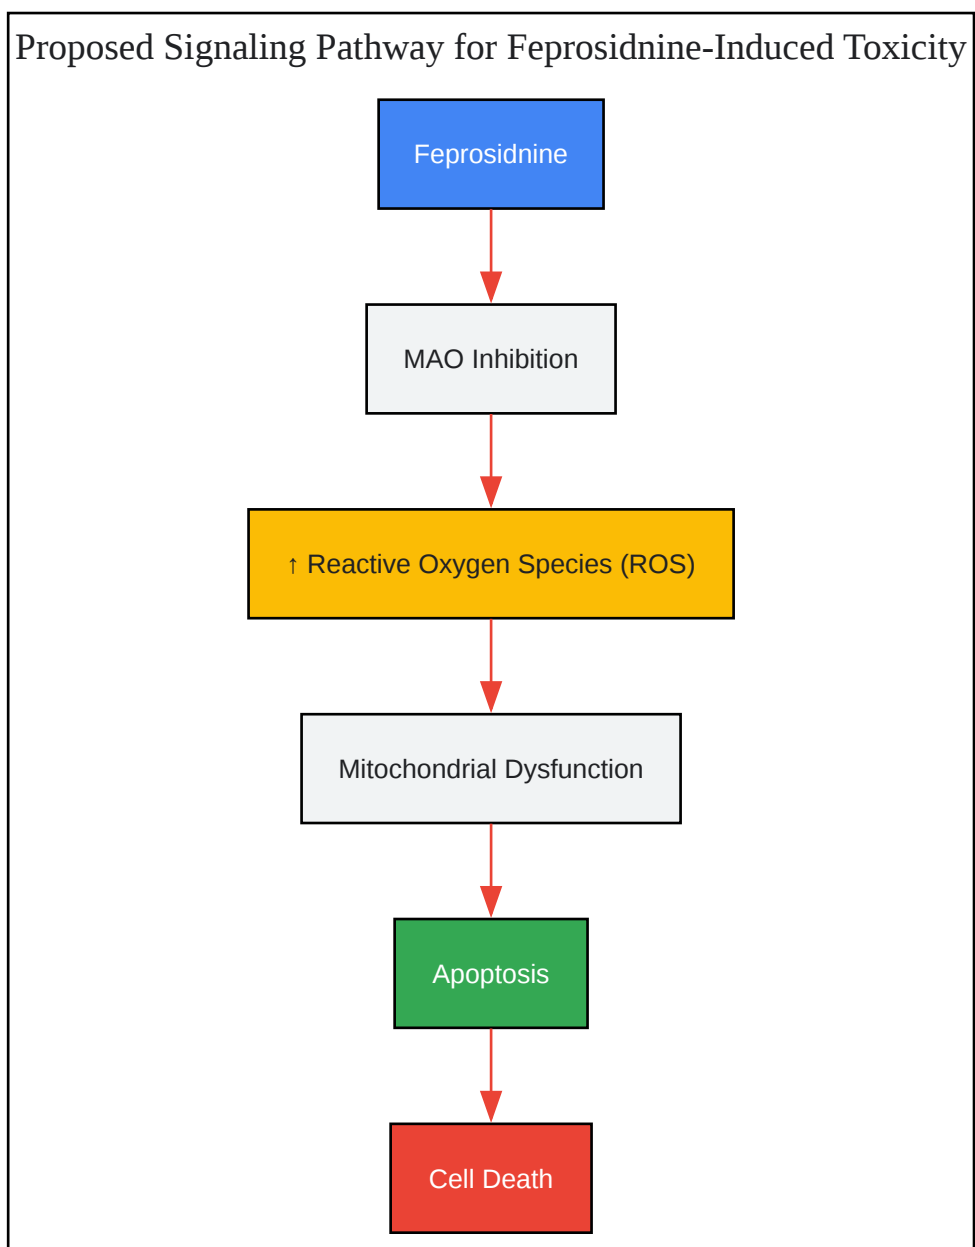 Proposed Signaling Pathway for Feprosidnine-Induced Toxicity
Feprosidnine
MAO Inhibition
↑ Reactive Oxygen Species (ROS)
Mitochondrial Dysfunction
Apoptosis
Cell Death